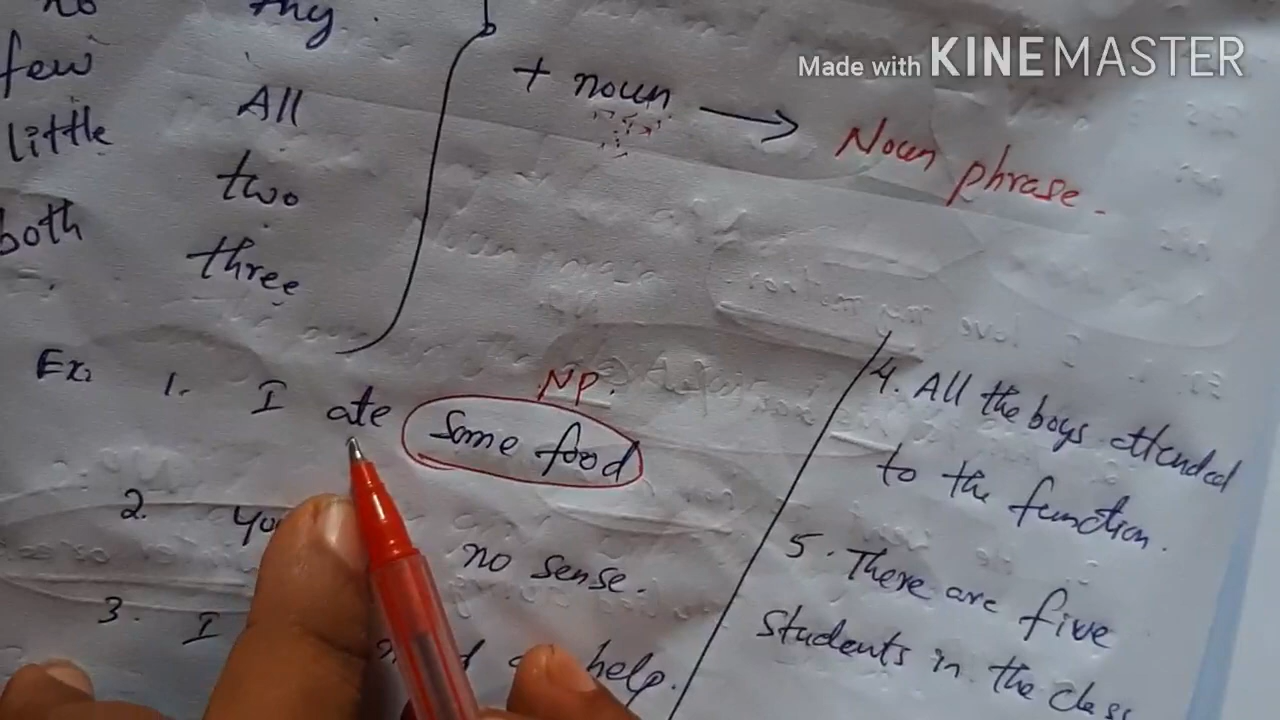 no thy.
few
All
little
two
both
three
+ noun → Noun phrase.
Made with KINEMASTER
Ex. 1. I ate some food
NP.
2. no sense.
3. I help.
4. All the boys attended
to the function.
5. There are five
students in the class